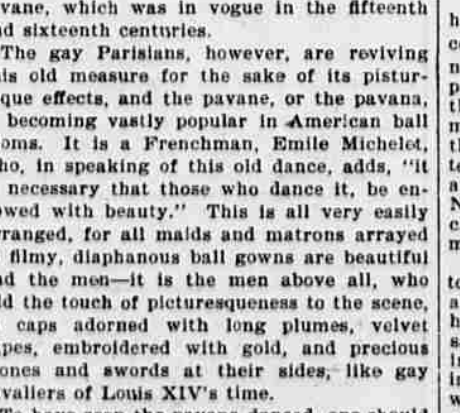 vane, which was in vogue in the fifteenth
nd sixteenth centuries.
The gay Parisians, however, are reviving
is old measure for the sake of its pistur-
que effects, and the pavane, or the pavana,
becoming vastly popular in American ball
oms. It is a Frenchman, Emile Michelet,
ho, in speaking of this old dance, adds, "it
necessary that those who dance it, be en-
owed with beauty." This is all very easily
rranged, for all maids and matrons arrayed
filmy, diaphanous ball gowns are beautiful
nd the men—it is the men above all, who
ld the touch of picturesqueness to the scene,
caps adorned with long plumes, velvet
pes, embroidered with gold, and precious
ones and swords at their sides, like gay
valiers of Louis XIV's time.